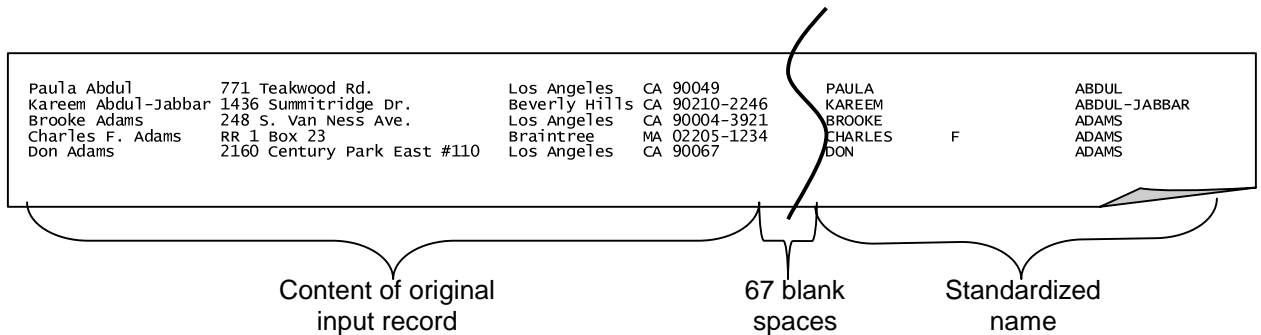 Paula Abdul 771 Teakwood Rd. Los Angeles CA 90049 PAULA ABDUL
Kareem Abdul-Jabbar 1436 Summitridge Dr. Beverly Hills CA 90210-2246 KAREEM ABDUL-JABBAR
Brooke Adams 248 S. Van Ness Ave. Los Angeles CA 90004-3921 BROOKE ADAMS
Charles F. Adams RR 1 Box 23 Braintree MA 02205-1234 CHARLES F ADAMS
Don Adams 2160 Century Park East #110 Los Angeles CA 90067 DON ADAMS
Content of original
input record
67 blank
spaces
Standardized
name